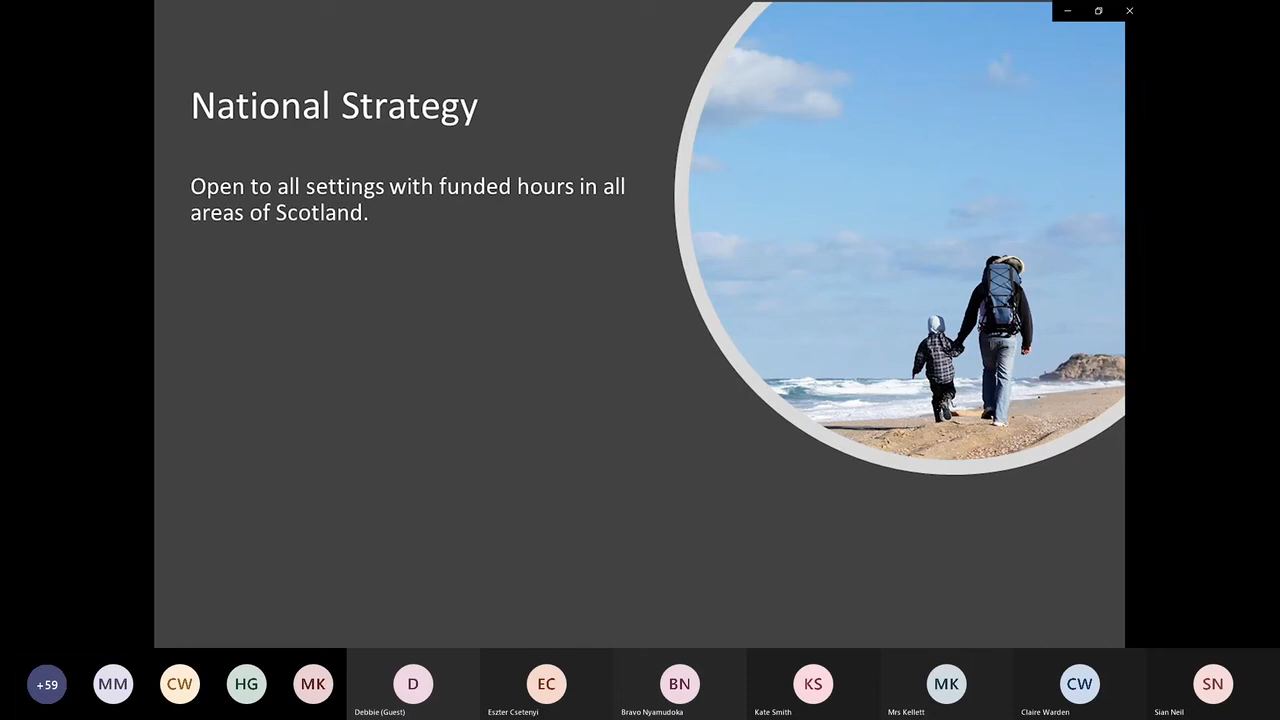 National Strategy
Open to all settings with funded hours in all
areas of Scotland.
+59
MM
CW
HG
MK
D
EC
BN
KS
MK
CW
SN
Debbie (Guest)
Eszter Csetenyi
Bravo Nyamudoka
Kate Smith
Mrs Kellett
Claire Warden
Sian Neil